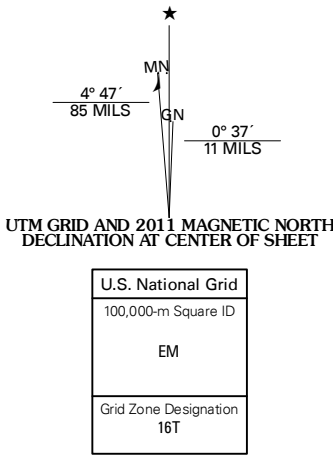 ★
MN
4° 47´
85 MILS
GN
0° 37´
11 MILS
UTM GRID AND 2011 MAGNETIC NORTH
DECLINATION AT CENTER OF SHEET
U.S. National Grid
100,000-m Square ID
EM
Grid Zone Designation
16T